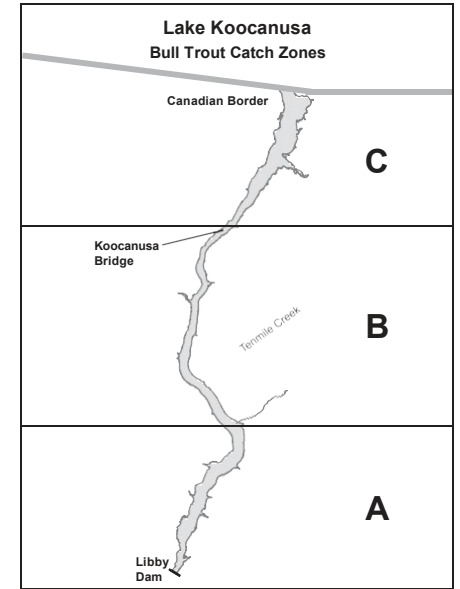 Lake Koocanusa
Bull Trout Catch Zones
Canadian Border
C
Koocanusa
Bridge
Tenmile Creek
B
A
Libby
Dam